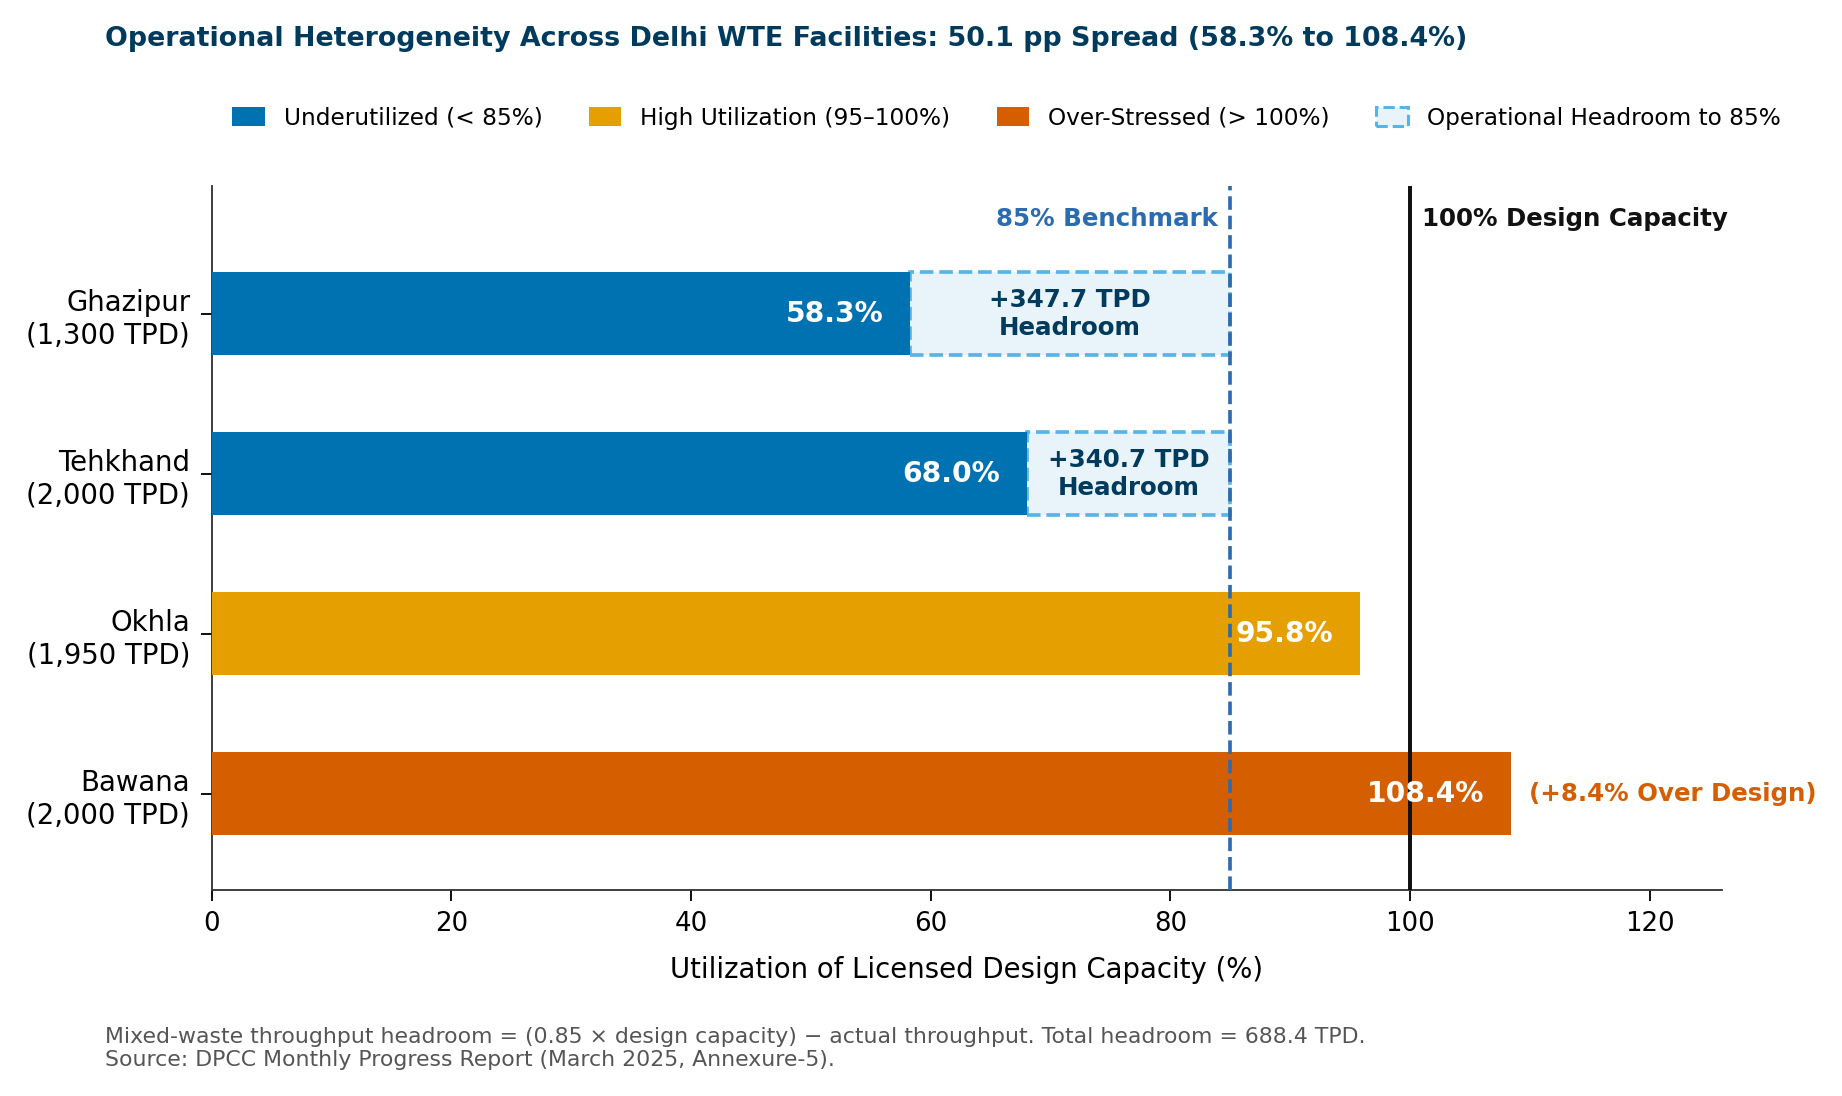 Operational Heterogeneity Across Delhi WTE Facilities: 50.1 pp Spread (58.3% to 108.4%)
Underutilized (< 85%)
High Utilization (95–100%)
Over-Stressed (> 100%)
Operational Headroom to 85%
85% Benchmark
100% Design Capacity
Ghazipur
(1,300 TPD)
58.3%
+347.7 TPD
Headroom
Tehkhand
(2,000 TPD)
68.0%
+340.7 TPD
Headroom
Okhla
(1,950 TPD)
95.8%
Bawana
(2,000 TPD)
108.4%
(+8.4% Over Design)
0
20
40
60
80
100
120
Utilization of Licensed Design Capacity (%)
Mixed-waste throughput headroom = (0.85 × design capacity) − actual throughput. Total headroom = 688.4 TPD.
Source: DPCC Monthly Progress Report (March 2025, Annexure-5).